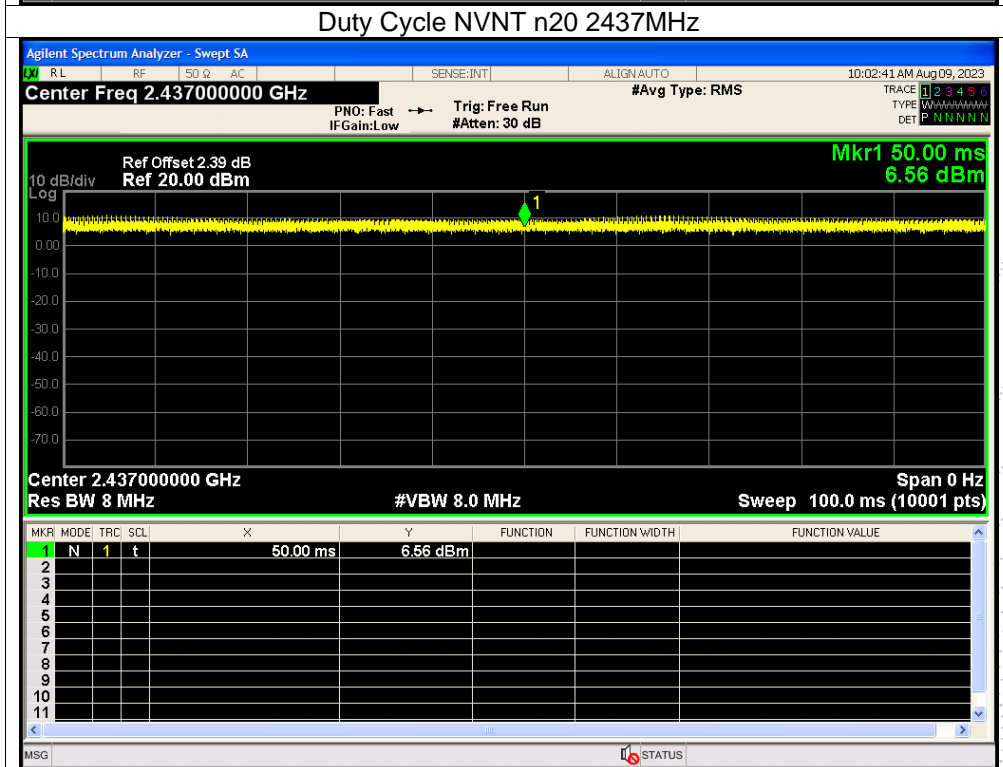 Duty Cycle NVNT n20 2437MHz
Agilent Spectrum Analyzer - Swept SA
LXI RL RF 50 Ω AC SENSE:INT ALIGN AUTO 10:02:41 AM Aug 09, 2023
Center Freq 2.437000000 GHz #Avg Type: RMS TRACE 1 2 3 4 5 6
PNO: Fast Trig: Free Run TYPE WWWWWW
IFGain:Low #Atten: 30 dB DET P N N N N N
Mkr1 50.00 ms
Ref Offset 2.39 dB
10 dB/div Ref 20.00 dBm 6.56 dBm
Log
1
10.0
0.00
-10.0
-20.0
-30.0
-40.0
-50.0
-60.0
-70.0
Center 2.437000000 GHz Span 0 Hz
Res BW 8 MHz #VBW 8.0 MHz Sweep 100.0 ms (10001 pts)
MKR MODE TRC SCL X Y FUNCTION FUNCTION WIDTH FUNCTION VALUE
1 N 1 t 50.00 ms 6.56 dBm
2
3
4
5
6
7
8
9
10
11
MSG STATUS